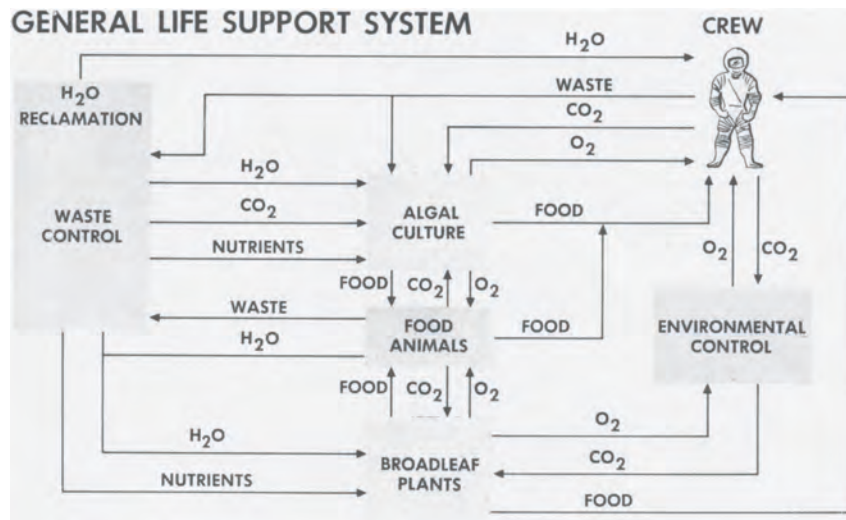 GENERAL LIFE SUPPORT SYSTEM
CREW
H2O
WASTE
CO2
O2
H2O
RECLAMATION
WASTE
CONTROL
H2O
CO2
NUTRIENTS
ALGAL
CULTURE
FOOD
O2
CO2
FOOD
CO2
O2
WASTE
H2O
FOOD
ANIMALS
FOOD
ENVIRONMENTAL
CONTROL
FOOD
CO2
O2
H2O
NUTRIENTS
BROADLEAF
PLANTS
O2
CO2
FOOD